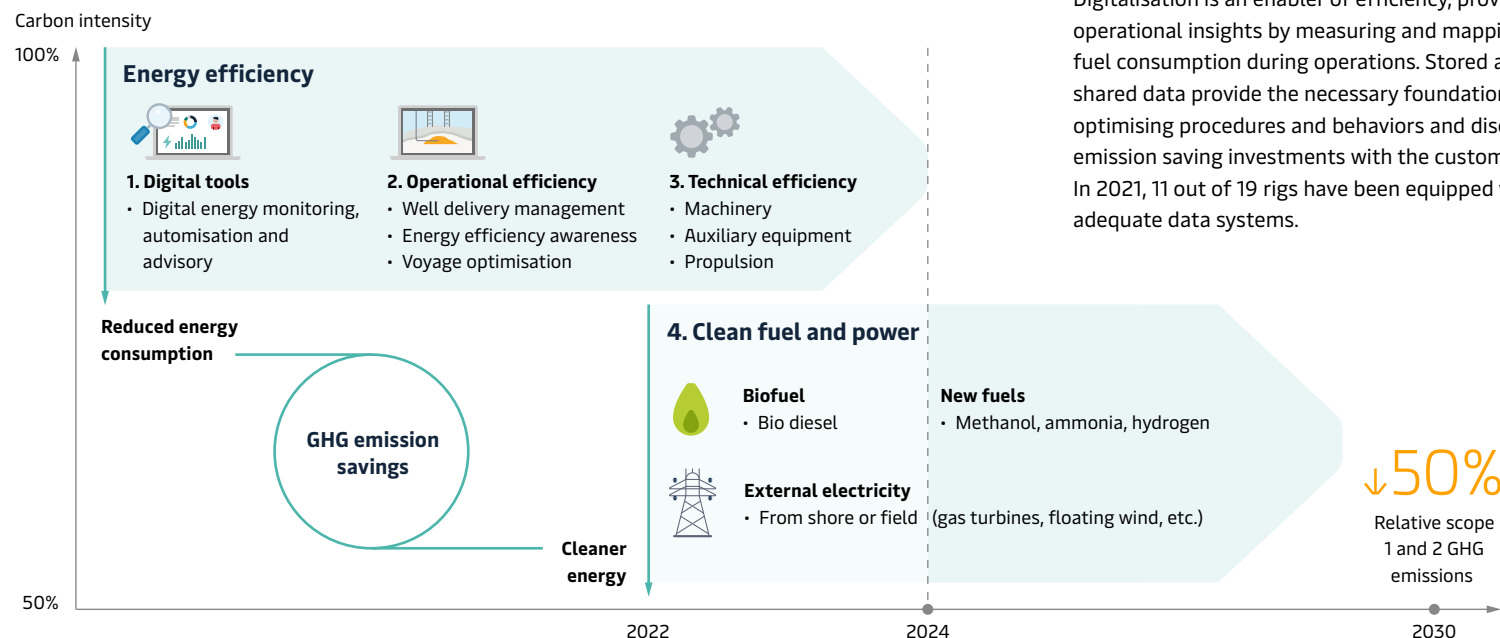 Carbon intensity
100%
Energy efficiency
1. Digital tools
• Digital energy monitoring,
automisation and
advisory
2. Operational efficiency
• Well delivery management
• Energy efficiency awareness
• Voyage optimisation
3. Technical efficiency
• Machinery
• Auxiliary equipment
• Propulsion
Digitalisation is an enabler of efficiency,
operational insights by measuring and
fuel consumption during operations. Stored
shared data provide the necessary
optimising procedures and behaviors and
emission saving investments with the
In 2021, 11 out of 19 rigs have been equipped
adequate data systems.
Reduced energy
consumption
GHG emission
savings
Cleaner
energy
4. Clean fuel and power
Biofuel
• Bio diesel
New fuels
• Methanol, ammonia, hydrogen
External electricity
• From shore or field (gas turbines, floating wind, etc.)
↓50%
Relative scope
1 and 2 GHG
emissions
50%
2022
2024
2030